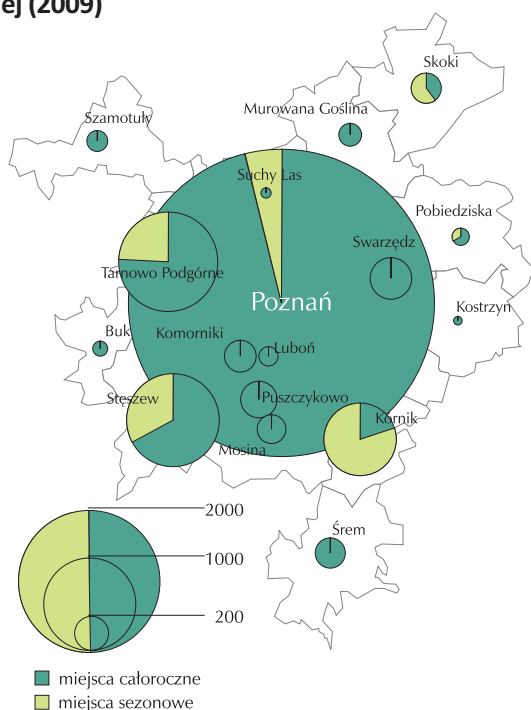 ej (2009)
Skoki
Murowana Goślina
Szamotuły
Suchy Las
Pobiedziska
Swarzędz
Tarnowo Podgórne
Poznań
Kostrzyn
Buk
Komorniki
Luboń
Stęszew
Puszczykowo
Kórnik
Mosina
2000
Śrem
1000
200
miejsca całoroczne
miejsca sezonowe